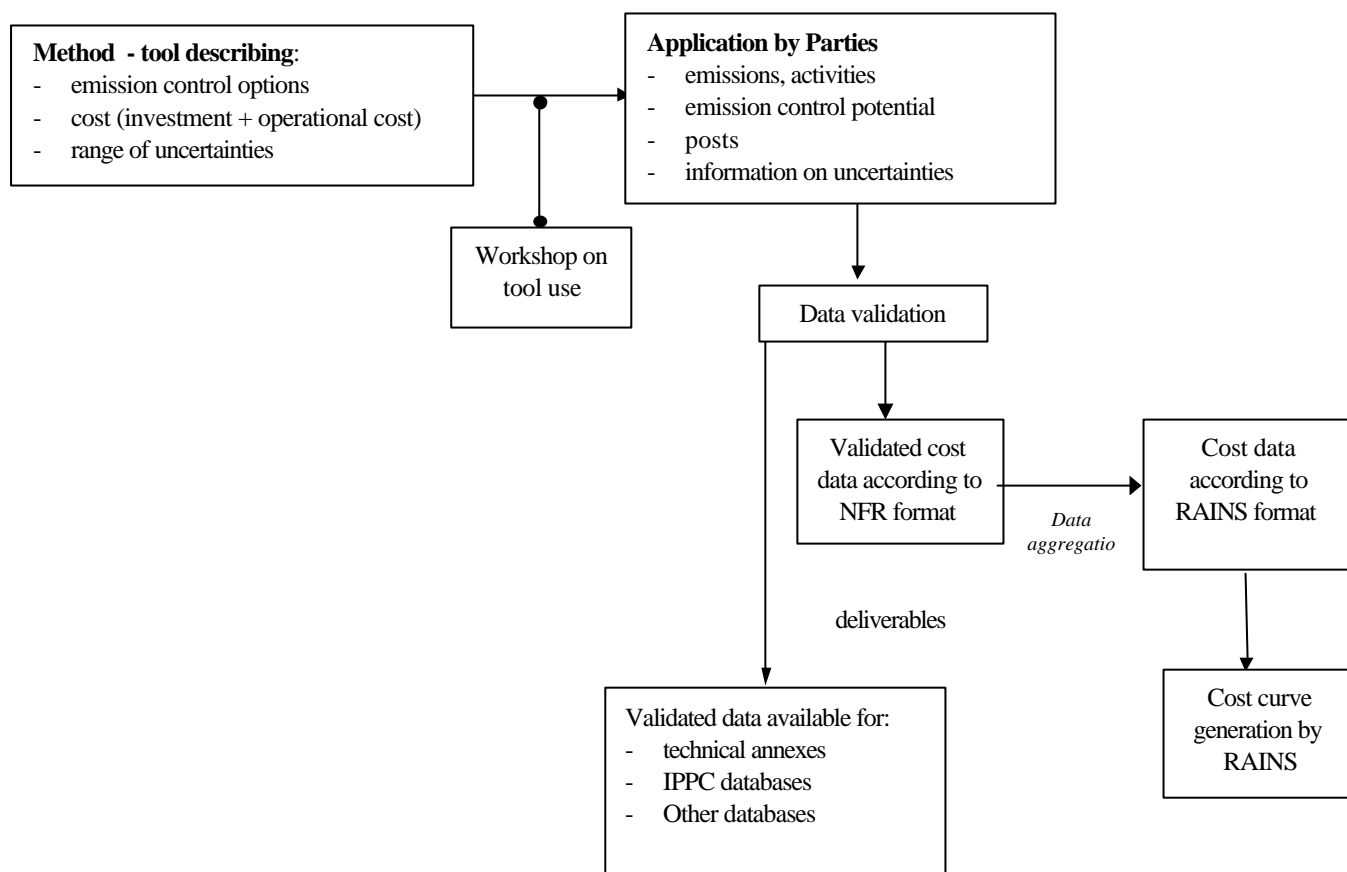 Method - tool describing:
- emission control options
- cost (investment + operational cost)
- range of uncertainties
Application by Parties
- emissions, activities
- emission control potential
- posts
- information on uncertainties
Workshop on
tool use
Data validation
Validated cost
data according to
NFR format
Data
aggregatio
Cost data
according to
RAINS format
deliverables
Cost curve
generation by
RAINS
Validated data available for:
- technical annexes
- IPPC databases
- Other databases